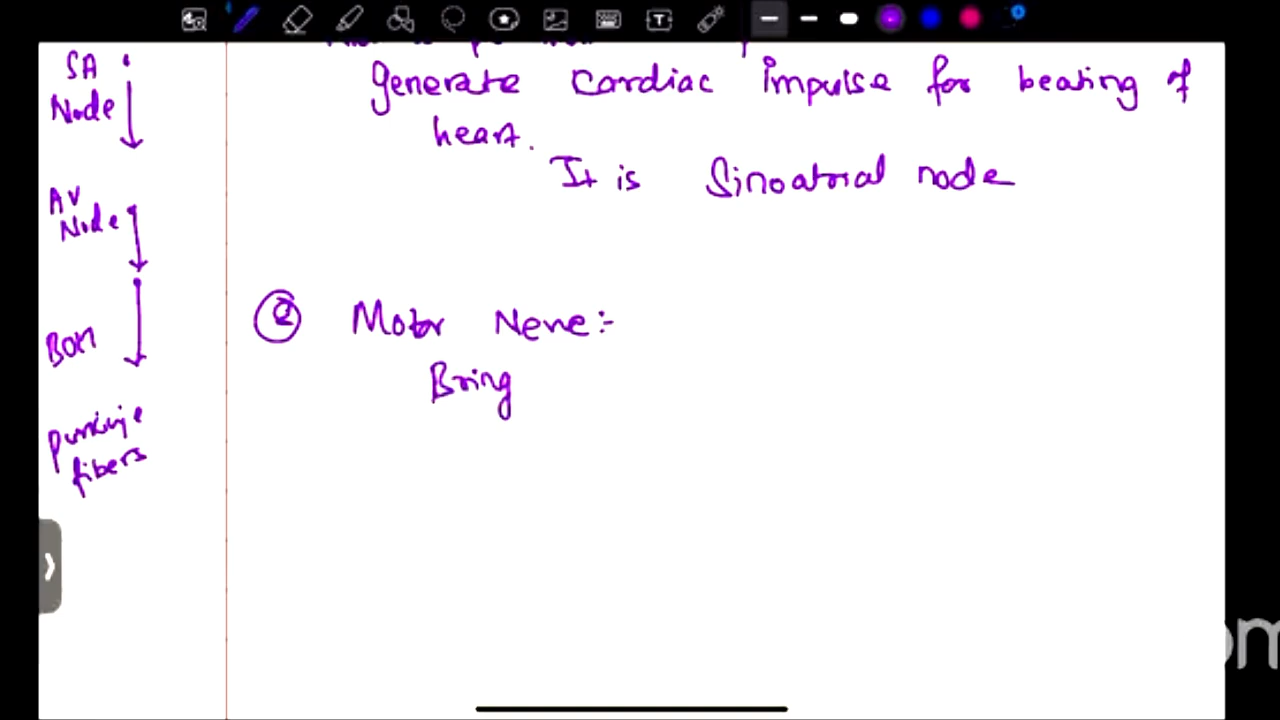 SA
Node
AV
Node
BOH
purkinje
fibers
generate cardiac impulse for beating of
heart.
It is Sinoatrial node
② Motor Nerve:-
Bring
om